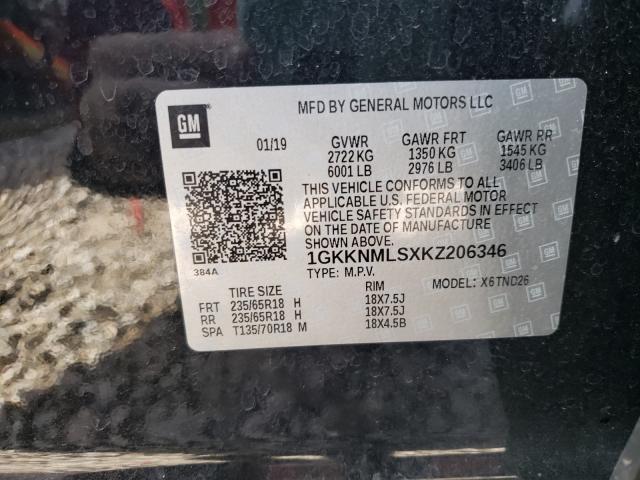 MFD BY GENERAL MOTORS LLC
GM
01/19 GVWR GAWR FRT GAWR RR
2722 KG 1350 KG 1545 KG
6001 LB 2976 LB 3406 LB
THIS VEHICLE CONFORMS TO ALL
APPLICABLE U.S. FEDERAL MOTOR
VEHICLE SAFETY STANDARDS IN EFFECT
ON THE DATE OF MANUFACTURE
SHOWN ABOVE.
384A
1GKKNMLSXKZ206346
TYPE: M.P.V. MODEL: X6TND26
TIRE SIZE RIM
FRT 235/65R18 H 18X7.5J
RR 235/65R18 H 18X7.5J
SPA T135/70R18 M 18X4.5B